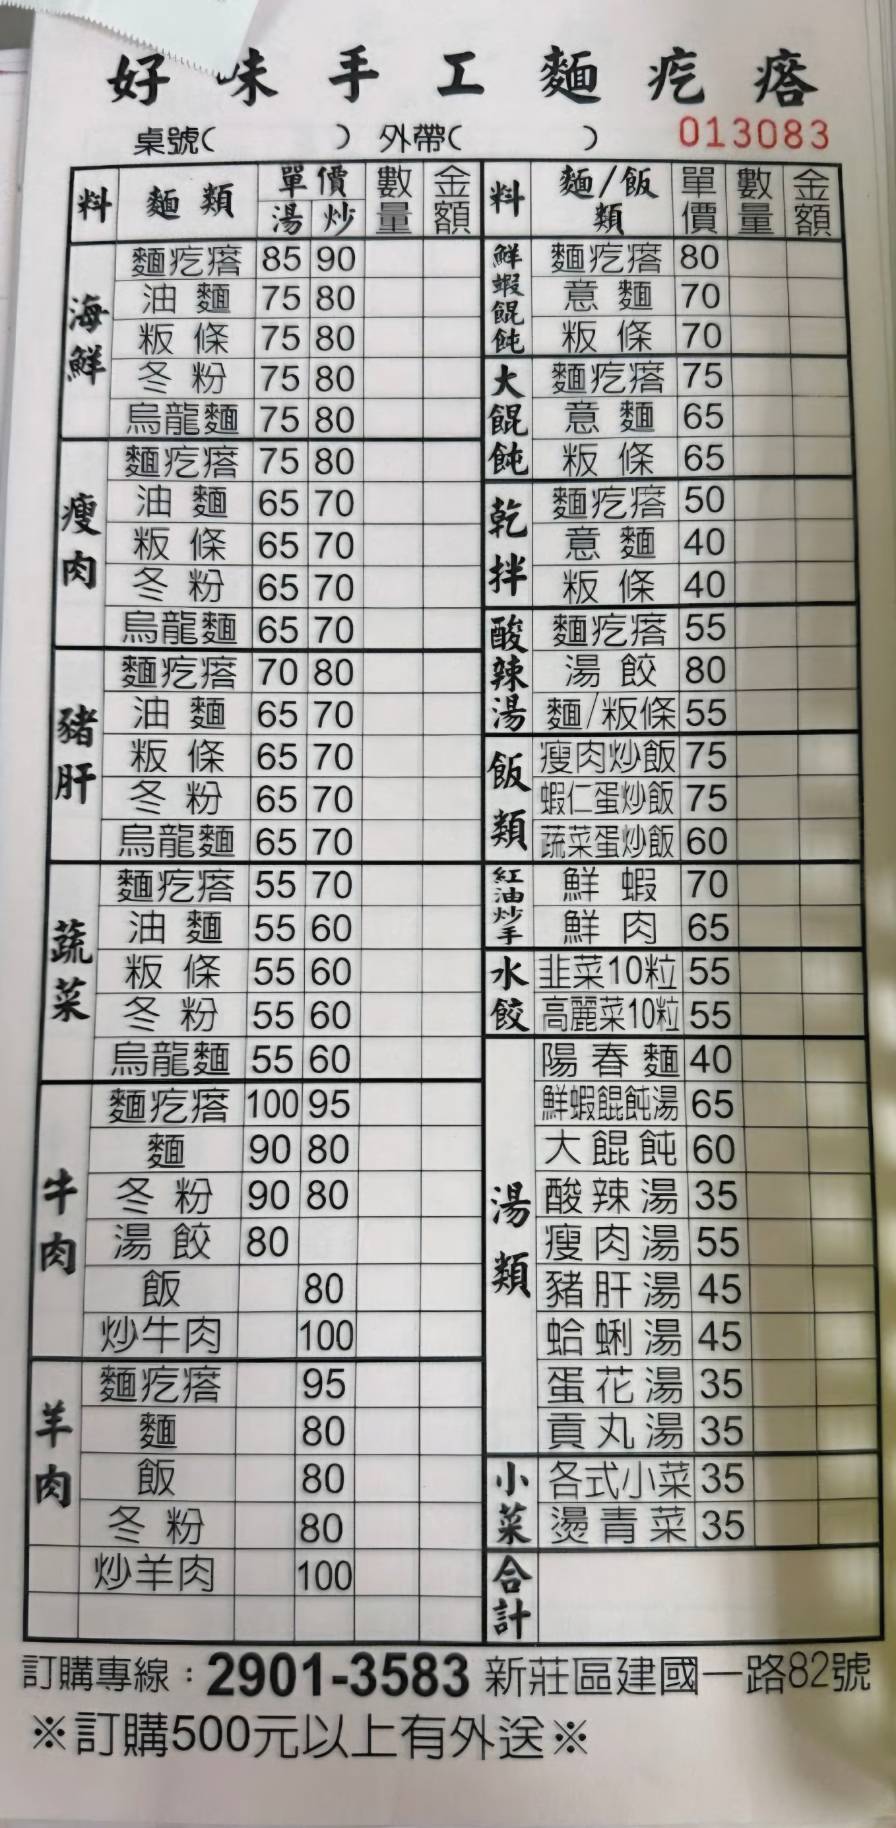 好味手工麵疙瘩
桌號( ) 外帶( ) 013083
料 麵類 單價 數量 金額
湯 炒
海鮮
麵疙瘩 85 90
油麵 75 80
粄條 75 80
冬粉 75 80
烏龍麵 75 80
瘦肉
麵疙瘩 75 80
油麵 65 70
粄條 65 70
冬粉 65 70
烏龍麵 65 70
豬肝
麵疙瘩 70 80
油麵 65 70
粄條 65 70
冬粉 65 70
烏龍麵 65 70
蔬菜
麵疙瘩 55 70
油麵 55 60
粄條 55 60
冬粉 55 60
烏龍麵 55 60
牛肉
麵疙瘩 100 95
麵 90 80
冬粉 90 80
湯餃 80
飯 80
炒牛肉 100
羊肉
麵疙瘩 95
麵 80
飯 80
冬粉 80
炒羊肉 100
料 麵/飯類 單價 數量 金額
鮮蝦餛飩
麵疙瘩 80
意麵 70
粄條 70
大餛飩
麵疙瘩 75
意麵 65
粄條 65
乾拌
麵疙瘩 50
意麵 40
粄條 40
酸辣湯
麵疙瘩 55
湯餃 80
麵/粄條 55
飯類
瘦肉炒飯 75
蝦仁蛋炒飯 75
蔬菜蛋炒飯 60
紅油炒手
鮮蝦 70
鮮肉 65
水餃
韭菜10粒 55
高麗菜10粒 55
湯類
陽春麵 40
鮮蝦餛飩湯 65
大餛飩 60
酸辣湯 35
瘦肉湯 55
豬肝湯 45
蛤蜊湯 45
蛋花湯 35
貢丸湯 35
小菜
各式小菜 35
燙青菜 35
合計
訂購專線：2901-3583 新莊區建國一路82號
※訂購500元以上有外送※